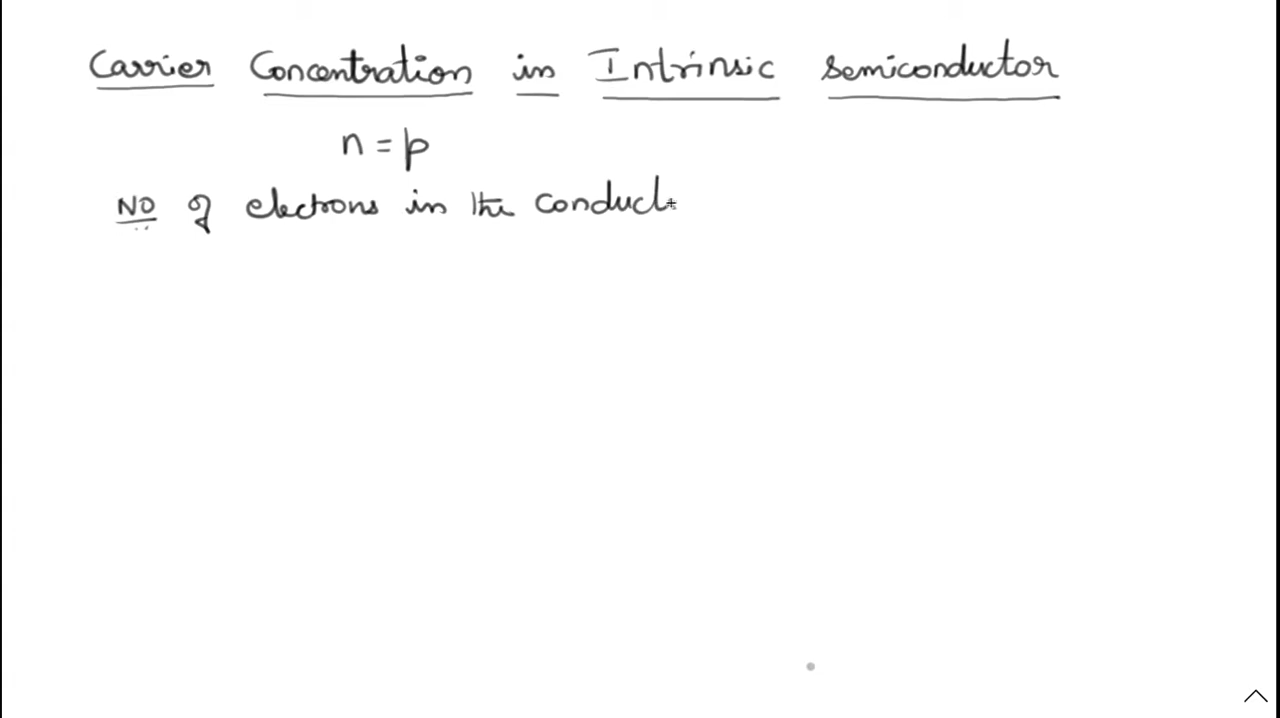 Carrier Concentration in Intrinsic Semiconductor
n = p
NO of electrons in the conduct